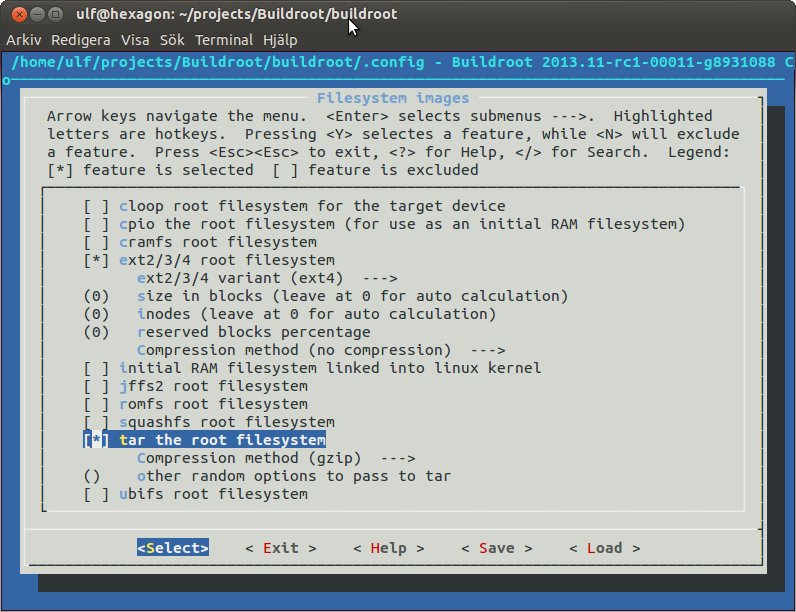 ulf@hexagon: ~/projects/Buildroot/buildroot
Arkiv Redigera Visa Sök Terminal Hjälp
/home/ulf/projects/Buildroot/buildroot/.config - Buildroot 2013.11-rc1-00011-g8931088 C
o
Filesystem images
Arrow keys navigate the menu.  <Enter> selects submenus --->.  Highlighted
letters are hotkeys.  Pressing <Y> selectes a feature, while <N> will exclude
a feature.  Press <Esc><Esc> to exit, <?> for Help, </> for Search.  Legend:
[*] feature is selected  [ ] feature is excluded
[ ] cloop root filesystem for the target device
[ ] cpio the root filesystem (for use as an initial RAM filesystem)
[ ] cramfs root filesystem
[*] ext2/3/4 root filesystem
ext2/3/4 variant (ext4)  --->
(0)   size in blocks (leave at 0 for auto calculation)
(0)   inodes (leave at 0 for auto calculation)
(0)   reserved blocks percentage
Compression method (no compression)  --->
[ ] initial RAM filesystem linked into linux kernel
[ ] jffs2 root filesystem
[ ] romfs root filesystem
[ ] squashfs root filesystem
[*] tar the root filesystem
Compression method (gzip)  --->
()    other random options to pass to tar
[ ] ubifs root filesystem
<Select>    < Exit >    < Help >    < Save >    < Load >